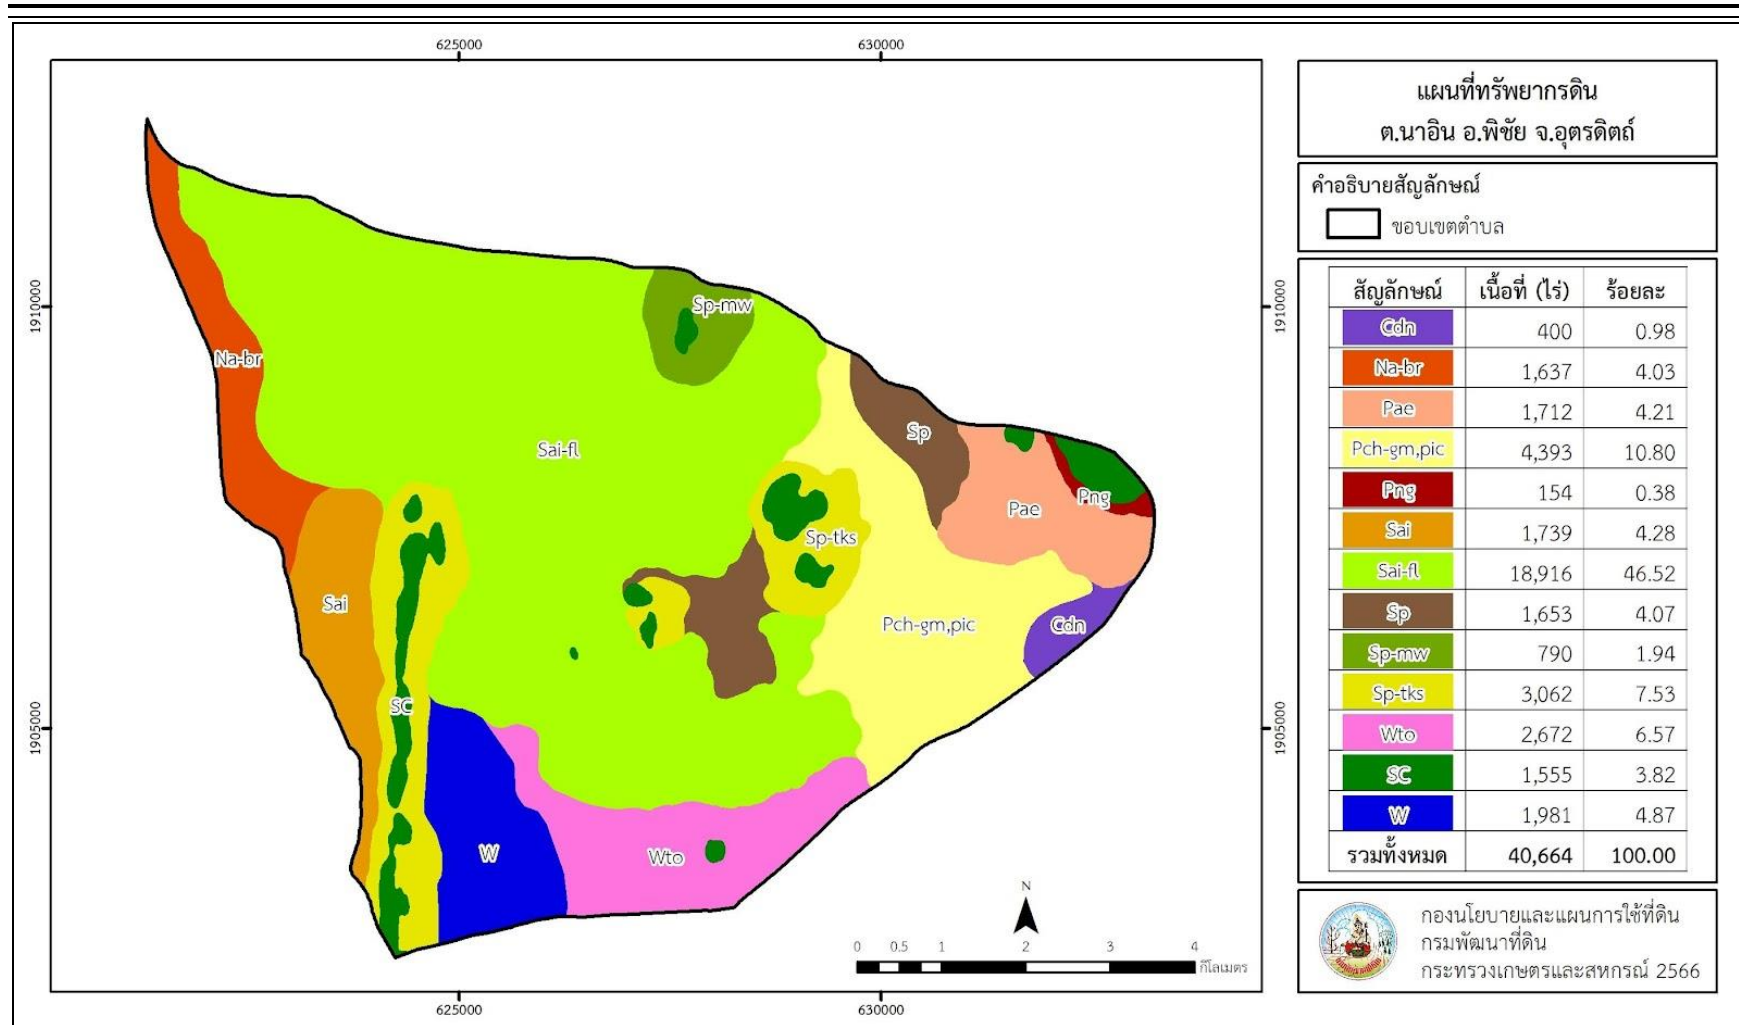 625000
630000
1910000
1910000
1905000
1905000
625000
630000
Na-br
Sai-fl
Sp-mw
Sp
Pae
Png
Sp-tks
Sai
Pch-gm,pic
Cdn
SC
W
Wto
N
0 0.5 1 2 3 4
กิโลเมตร
แผนที่ทรัพยากรดิน
ต.นาอิน อ.พิชัย จ.อุตรดิตถ์
คำอธิบายสัญลักษณ์
ขอบเขตตำบล
สัญลักษณ์ เนื้อที่ (ไร่) ร้อยละ
Cdn 400 0.98
Na-br 1,637 4.03
Pae 1,712 4.21
Pch-gm,pic 4,393 10.80
Png 154 0.38
Sai 1,739 4.28
Sai-fl 18,916 46.52
Sp 1,653 4.07
Sp-mw 790 1.94
Sp-tks 3,062 7.53
Wto 2,672 6.57
SC 1,555 3.82
W 1,981 4.87
รวมทั้งหมด 40,664 100.00
กองนโยบายและแผนการใช้ที่ดิน
กรมพัฒนาที่ดิน
กระทรวงเกษตรและสหกรณ์ 2566